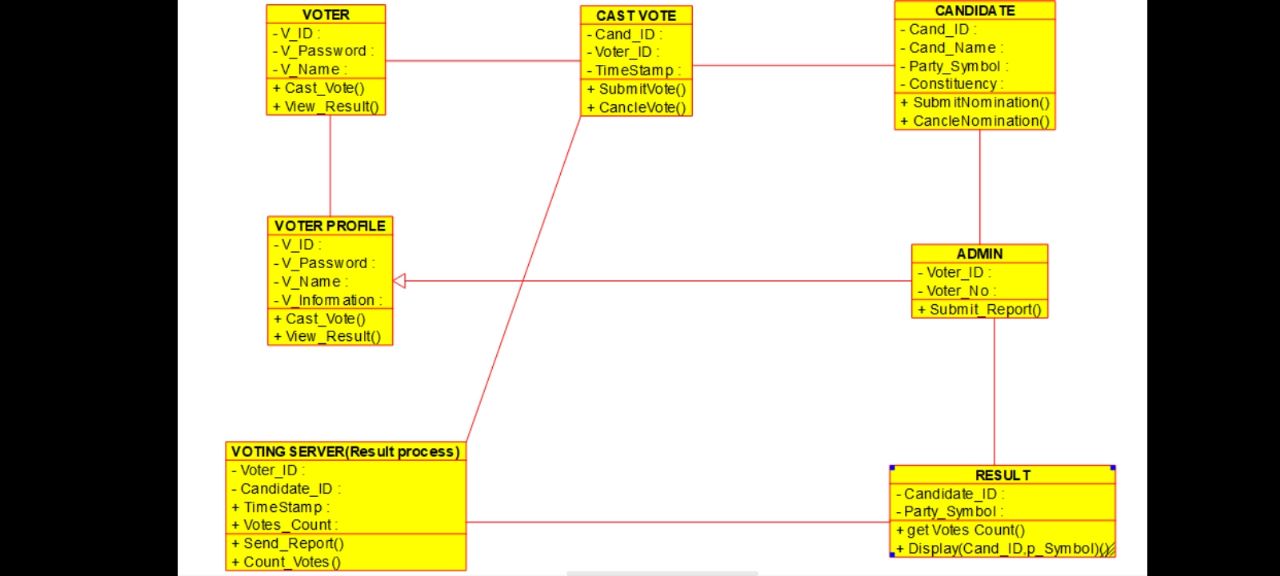 VOTER
- V_ID :
- V_Password :
- V_Name :
+ Cast_Vote()
+ View_Result()
CAST VOTE
- Cand_ID :
- Voter_ID :
- TimeStamp :
+ SubmitVote()
+ CancleVote()
CANDIDATE
- Cand_ID :
- Cand_Name :
- Party_Symbol :
- Constituency :
+ SubmitNomination()
+ CancleNomination()
VOTER PROFILE
- V_ID :
- V_Password :
- V_Name :
- V_Information :
+ Cast_Vote()
+ View_Result()
ADMIN
- Voter_ID :
- Voter_No :
+ Submit_Report()
VOTING SERVER(Result process)
- Voter_ID :
- Candidate_ID :
+ TimeStamp :
+ Votes_Count :
+ Send_Report()
+ Count_Votes()
RESULT
- Candidate_ID :
- Party_Symbol :
+ get Votes Count()
+ Display(Cand_ID,p_Symbol)()